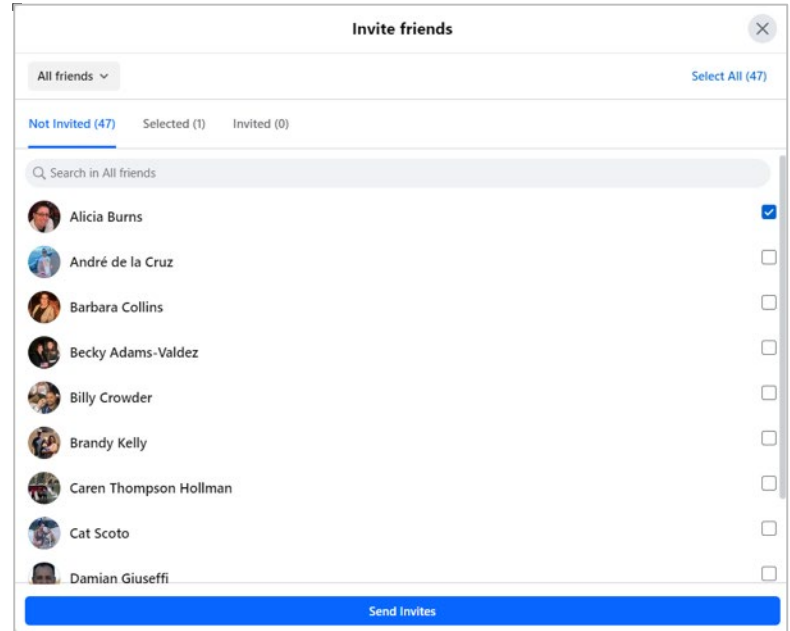 Invite friends
All friends
Select All (47)
Not Invited (47) Selected (1) Invited (0)
Search in All friends
Alicia Burns
André de la Cruz
Barbara Collins
Becky Adams-Valdez
Billy Crowder
Brandy Kelly
Caren Thompson Hollman
Cat Scoto
Damian Giuseffi
Send Invites